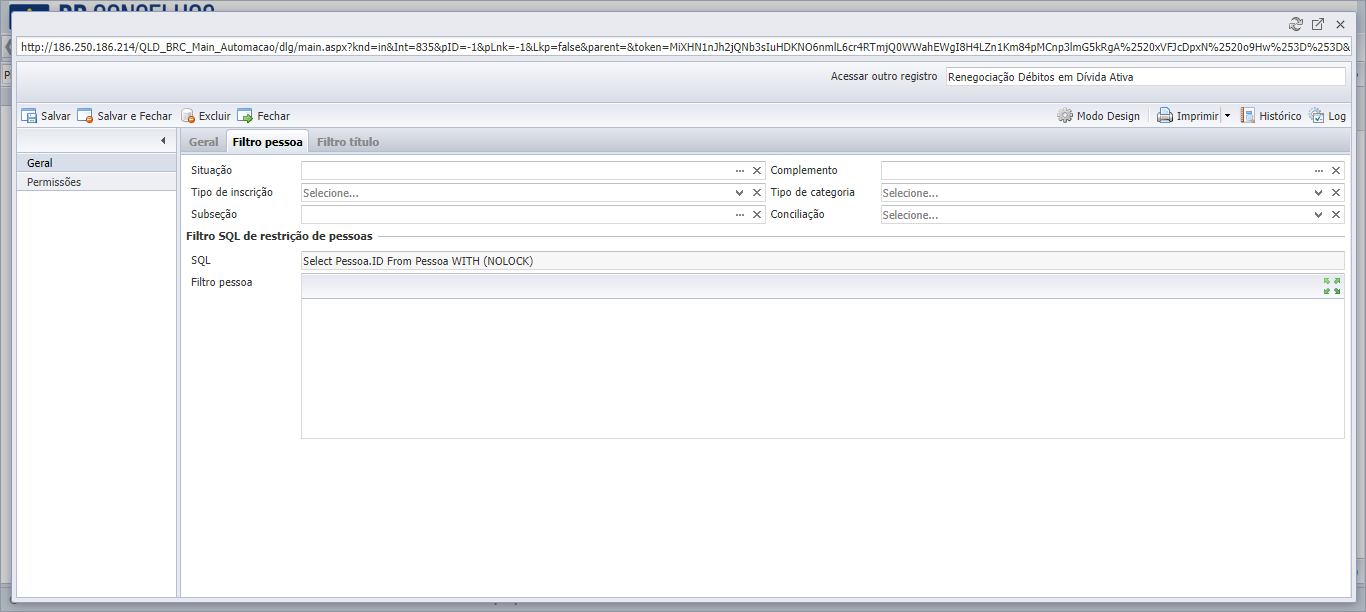 http://186.250.186.214/QLD_BRC_Main_Automacao/dlg/main.aspx?knd=in&Int=835&pID=-1&pLnk=-1&Lkp=false&parent=&token=MiXHN1nJh2jQNb3sIuHDKNO6nmlL6cr4RTmjQ0WWahEWgI8H4LZn1Km84pMCnp3lmG5kRgA%2520xVFJcDpxN%2520o9Hw%253D%253D&
Acessar outro registro Renegociação Débitos em Dívida Ativa
Salvar Salvar e Fechar Excluir Fechar Modo Design Imprimir Histórico Log
Geral Filtro pessoa Filtro título
Geral
Permissões
Situação Complemento
Tipo de inscrição Selecione... Tipo de categoria Selecione...
Subseção Conciliação Selecione...
Filtro SQL de restrição de pessoas
SQL Select Pessoa.ID From Pessoa WITH (NOLOCK)
Filtro pessoa